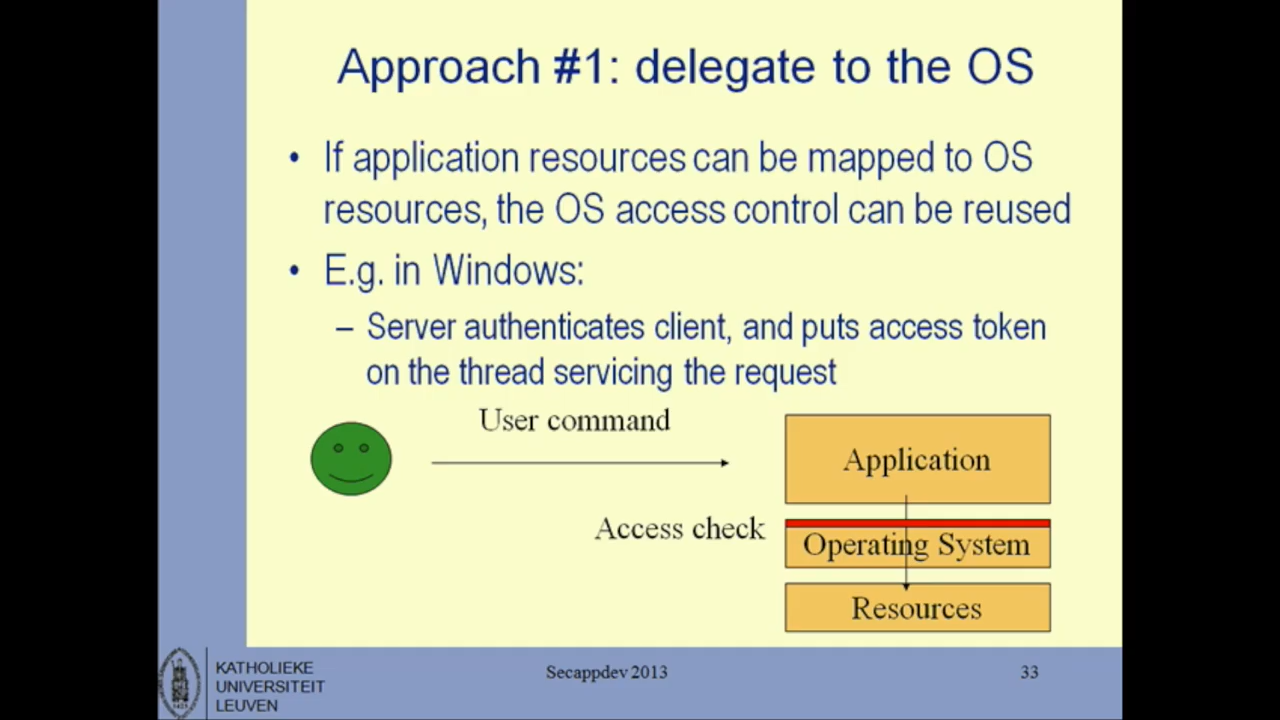 Approach #1: delegate to the OS
• If application resources can be mapped to OS
resources, the OS access control can be reused
• E.g. in Windows:
– Server authenticates client, and puts access token
on the thread servicing the request
User command
Application
Access check
Operating System
Resources
KATHOLIEKE
UNIVERSITEIT
LEUVEN
Secappdev 2013
33